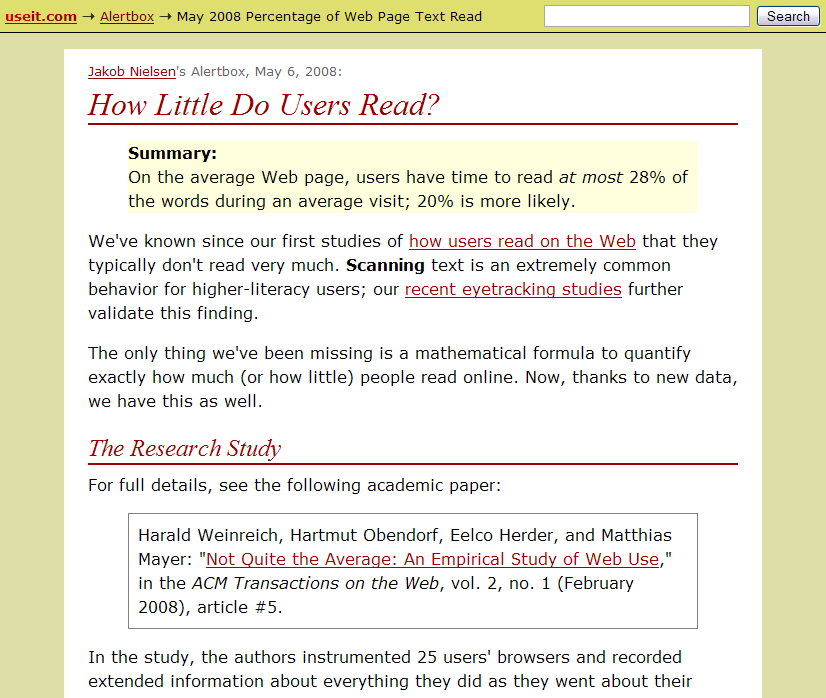 useit.com → Alertbox → May 2008 Percentage of Web Page Text Read Search
Jakob Nielsen's Alertbox, May 6, 2008:
How Little Do Users Read?
Summary:
On the average Web page, users have time to read at most 28% of
the words during an average visit; 20% is more likely.
We've known since our first studies of how users read on the Web that they
typically don't read very much. Scanning text is an extremely common
behavior for higher-literacy users; our recent eyetracking studies further
validate this finding.
The only thing we've been missing is a mathematical formula to quantify
exactly how much (or how little) people read online. Now, thanks to new data,
we have this as well.
The Research Study
For full details, see the following academic paper:
Harald Weinreich, Hartmut Obendorf, Eelco Herder, and Matthias
Mayer: "Not Quite the Average: An Empirical Study of Web Use,"
in the ACM Transactions on the Web, vol. 2, no. 1 (February
2008), article #5.
In the study, the authors instrumented 25 users' browsers and recorded
extended information about everything they did as they went about their